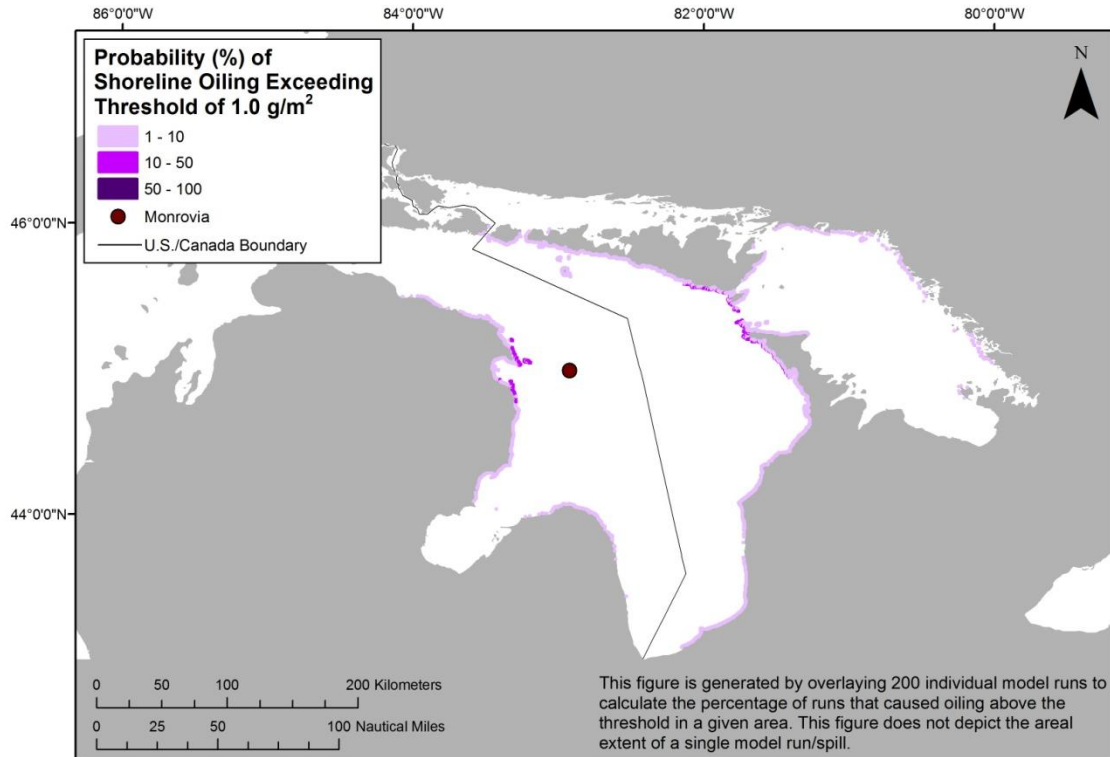 86°0'0"W 84°0'0"W 82°0'0"W 80°0'0"W
Probability (%) of
Shoreline Oiling Exceeding
Threshold of 1.0 g/m²
1 - 10
10 - 50
50 - 100
Monrovia
U.S./Canada Boundary
N
46°0'0"N
44°0'0"N
0 50 100 200 Kilometers
0 25 50 100 Nautical Miles
This figure is generated by overlaying 200 individual model runs to
calculate the percentage of runs that caused oiling above the
threshold in a given area. This figure does not depict the areal
extent of a single model run/spill.